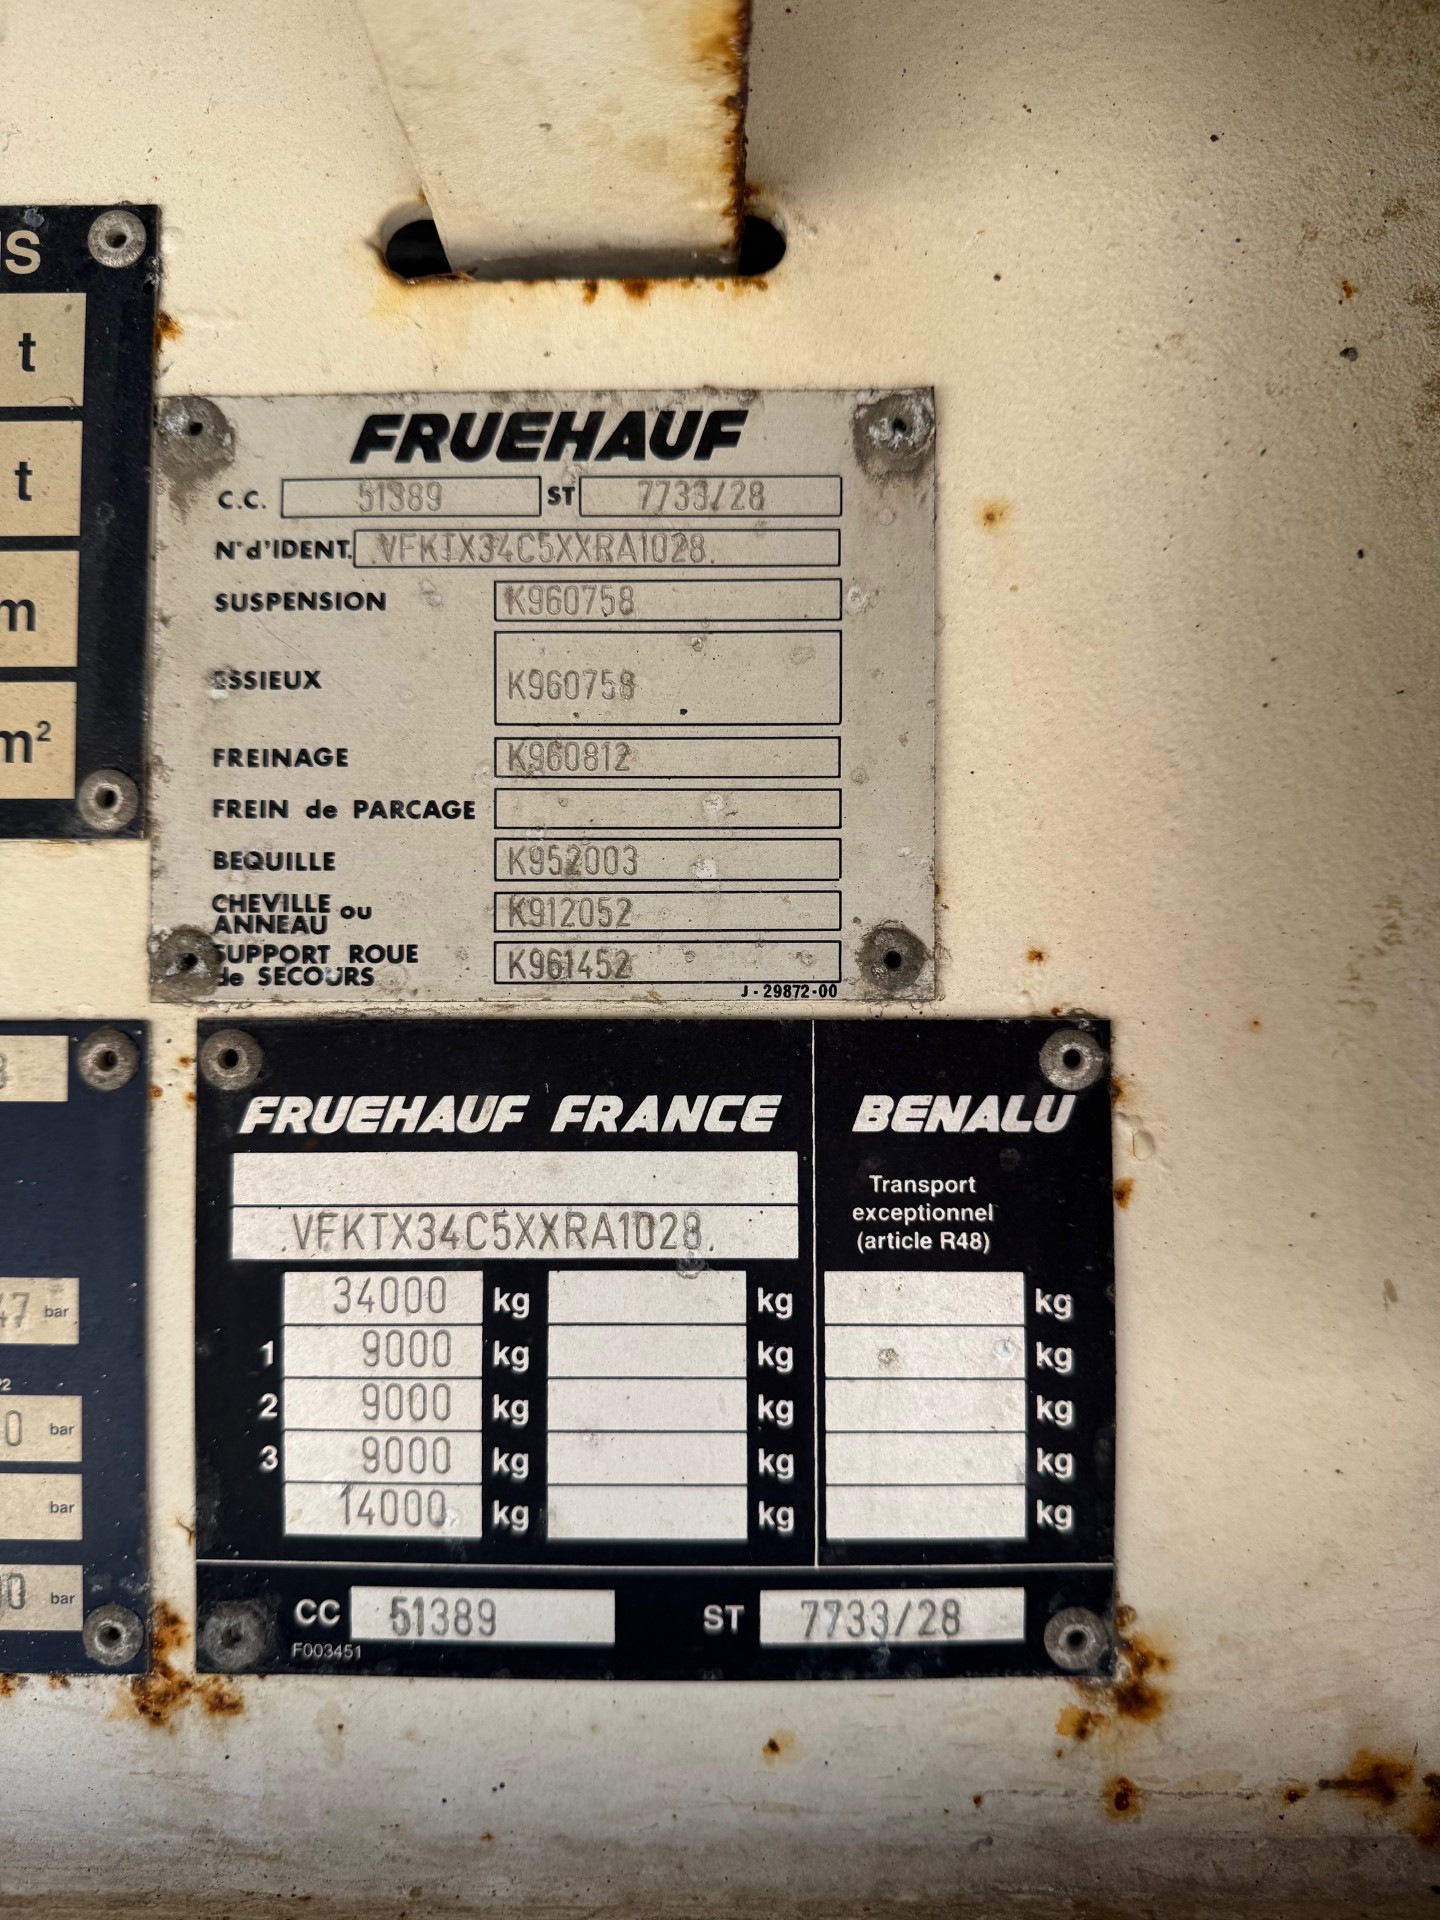 t
t
m
m²
FRUEHAUF
C.C. 51389 ST 7733/28
N° d'IDENT. .VFKTX34C5XXRA1028.
SUSPENSION K960758
ESSIEUX K960758
FREINAGE K960812
FREIN de PARCAGE
BEQUILLE K952003
CHEVILLE ou
ANNEAU K912052
SUPPORT ROUE
de SECOURS K961452
J - 29872-00
bar
bar
bar
bar
FRUEHAUF FRANCE BENALU
Transport
exceptionnel
(article R48)
.VFKTX34C5XXRA1028.
34000 kg kg kg
1 9000 kg kg kg
2 9000 kg kg kg
3 9000 kg kg kg
14000 kg kg kg
CC 51389 ST 7733/28
F003451